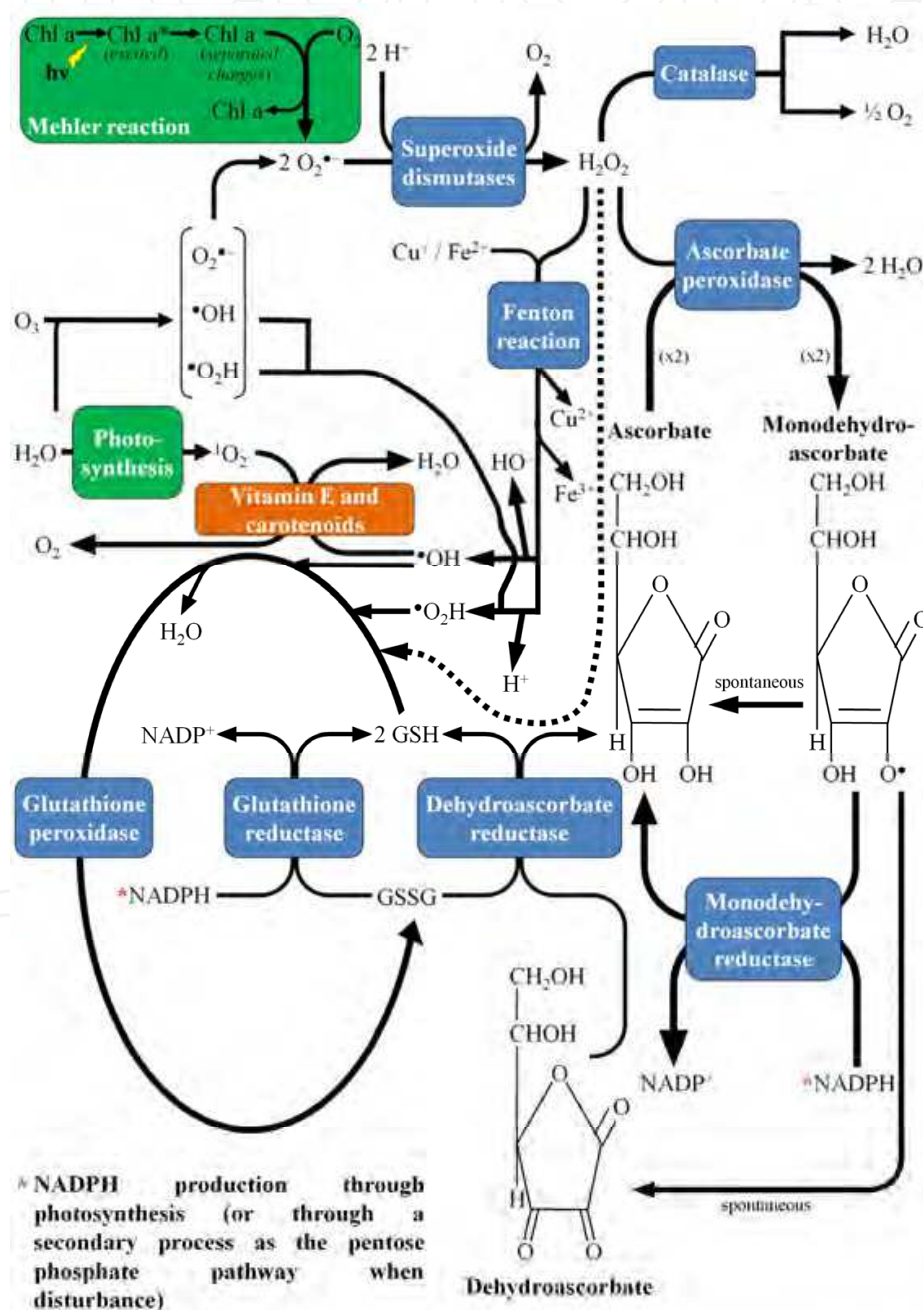 Chl a Chl a* Chl a O₂
(excited) (separated
charges)
hν
Chl a
Mehler reaction
2 H⁺
O₂
Catalase
H₂O
½ O₂
2 O₂•⁻
Superoxide
dismutases
H₂O₂
O₂•⁻
•OH
•O₂H
Cu⁺ / Fe²⁺
Ascorbate
peroxidase
2 H₂O
O₃
Fenton
reaction
(x2)
(x2)
Cu²⁺
Ascorbate
Monodehydro-
ascorbate
H₂O
Photo-
synthesis
¹O₂
H₂O
HO⁻
Fe³⁺
Vitamin E and
carotenoids
O₂
•OH
H₂O
•O₂H
H⁺
CH₂OH
CHOH
O
O
H
OH OH
CH₂OH
CHOH
O
O
H
OH O•
spontaneous
NADP⁺
2 GSH
Glutathione
peroxidase
Glutathione
reductase
Dehydroascorbate
reductase
*NADPH
GSSG
Monodehy-
droascorbate
reductase
NADP⁺
*NADPH
CH₂OH
CHOH
O
O
H
O O
spontaneous
Dehydroascorbate
* NADPH production through
photosynthesis (or through a
secondary process as the pentose
phosphate pathway when
disturbance)